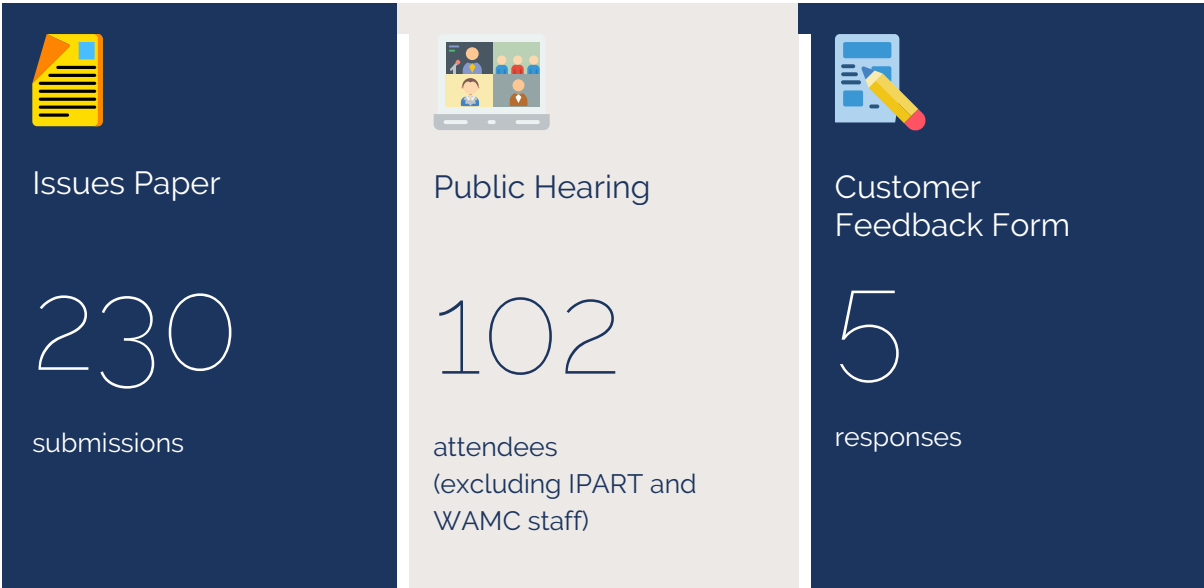 Issues Paper
230
submissions
Public Hearing
102
attendees
(excluding IPART and
WAMC staff)
Customer
Feedback Form
5
responses